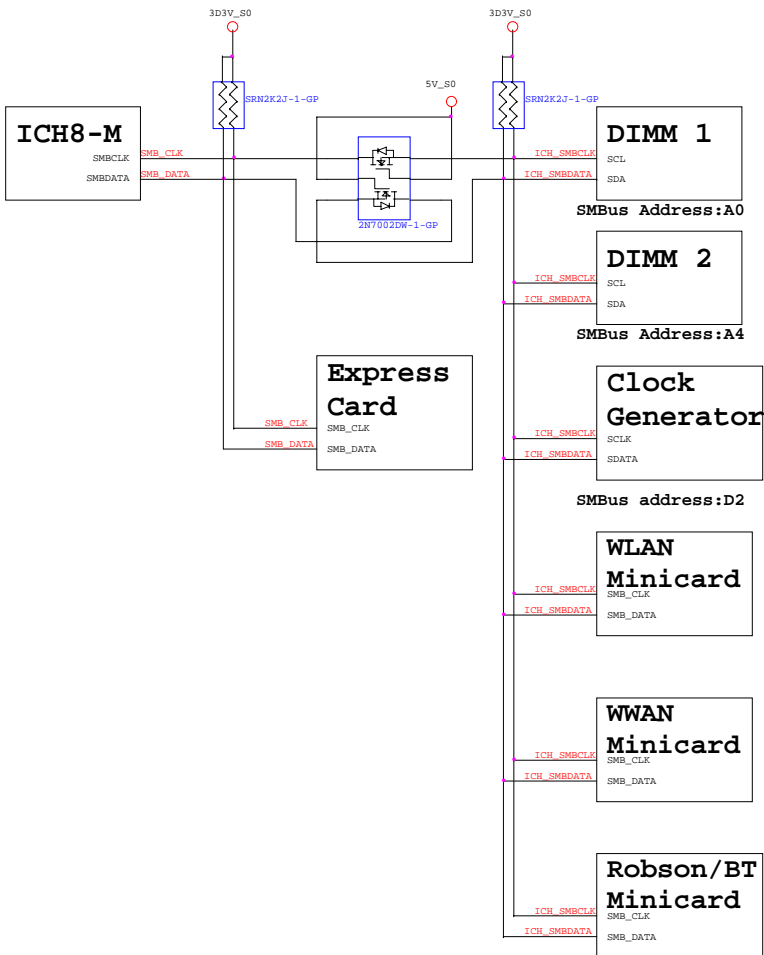 3D3V_S0
3D3V_S0
5V_S0
SRN2K2J-1-GP
SRN2K2J-1-GP
ICH8-M
SMBCLK
SMB_CLK
SMBDATA
SMB_DATA
2N7002DW-1-GP
ICH_SMBCLK
ICH_SMBDATA
DIMM 1
SCL
SDA
SMBus Address:A0
ICH_SMBCLK
ICH_SMBDATA
DIMM 2
SCL
SDA
SMBus Address:A4
Express
Card
SMB_CLK
SMB_CLK
SMB_DATA
SMB_DATA
Clock
Generator
ICH_SMBCLK
SCLK
ICH_SMBDATA
SDATA
SMBus address:D2
WLAN
Minicard
ICH_SMBCLK
SMB_CLK
ICH_SMBDATA
SMB_DATA
WWAN
Minicard
ICH_SMBCLK
SMB_CLK
ICH_SMBDATA
SMB_DATA
Robson/BT
Minicard
ICH_SMBCLK
SMB_CLK
ICH_SMBDATA
SMB_DATA